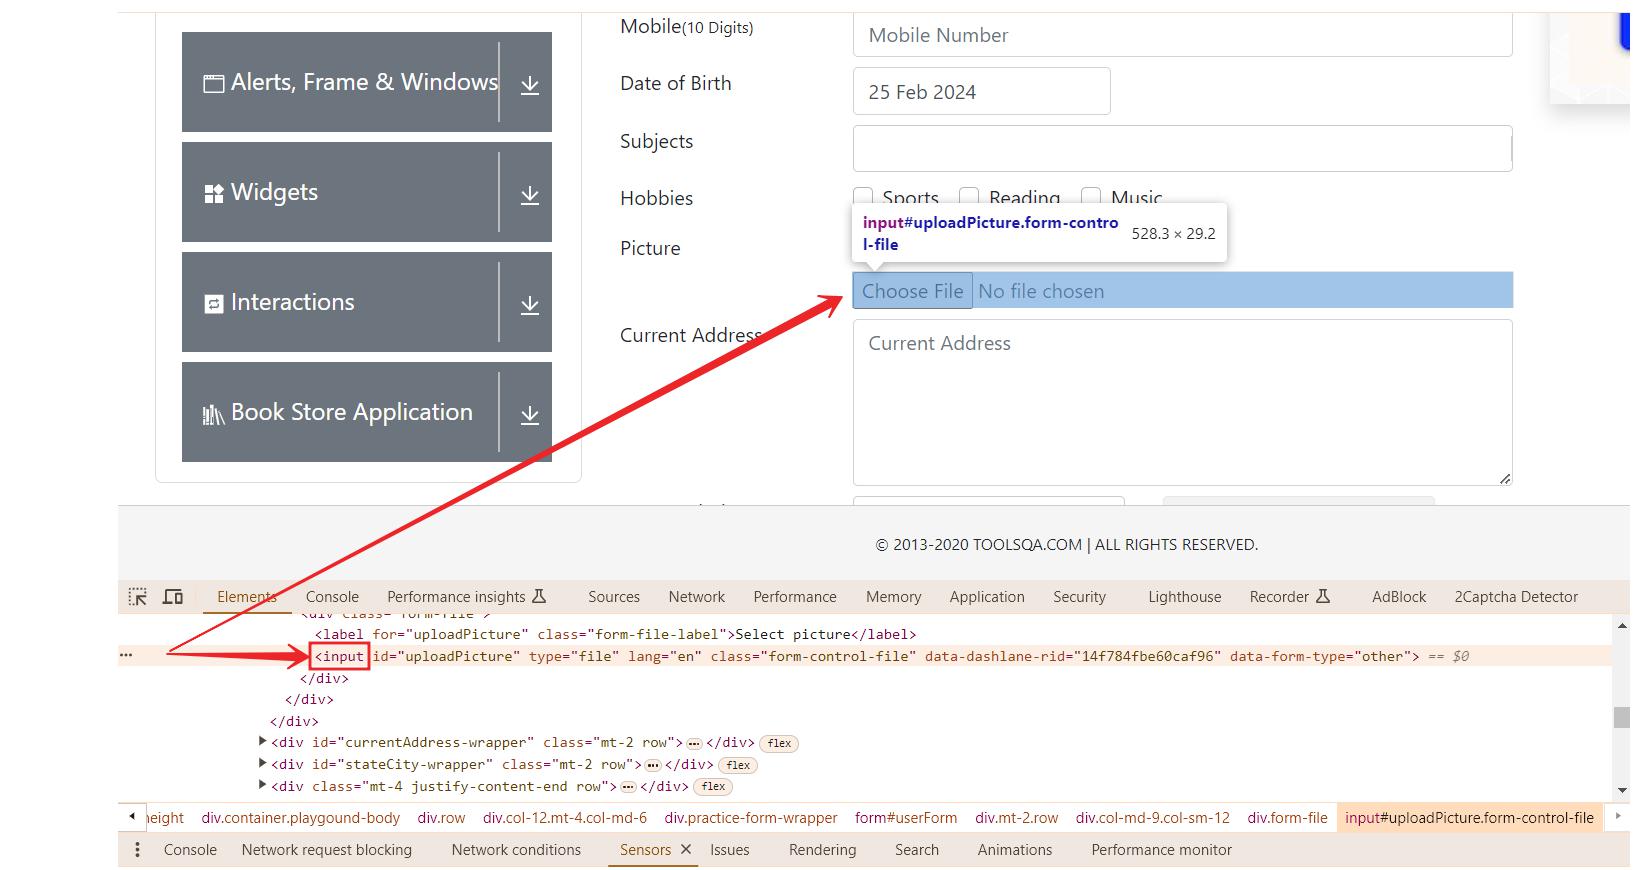 Mobile(10 Digits)
Mobile Number
Alerts, Frame & Windows
Date of Birth
25 Feb 2024
Subjects
Widgets
Hobbies
Sports
Reading
Music
input#uploadPicture.form-contro
l-file
528.3 × 29.2
Picture
Choose File
No file chosen
Interactions
Current Address
Current Address
Book Store Application
© 2013-2020 TOOLSQA.COM | ALL RIGHTS RESERVED.
Elements Console Performance insights Sources Network Performance Memory Application Security Lighthouse Recorder AdBlock 2Captcha Detector
<div class="form-file">
<label for="uploadPicture" class="form-file-label">Select picture</label>
<input id="uploadPicture" type="file" lang="en" class="form-control-file" data-dashlane-rid="14f784fbe60caf96" data-form-type="other"> == $0
</div>
</div>
</div>
<div id="currentAddress-wrapper" class="mt-2 row"> </div> flex
<div id="stateCity-wrapper" class="mt-2 row"> </div> flex
<div class="mt-4 justify-content-end row"> </div> flex
div.container.playgound-body div.row div.col-12.mt-4.col-md-6 div.practice-form-wrapper form#userForm div.mt-2.row div.col-md-9.col-sm-12 div.form-file input#uploadPicture.form-control-file
Console Network request blocking Network conditions Sensors Issues Rendering Search Animations Performance monitor